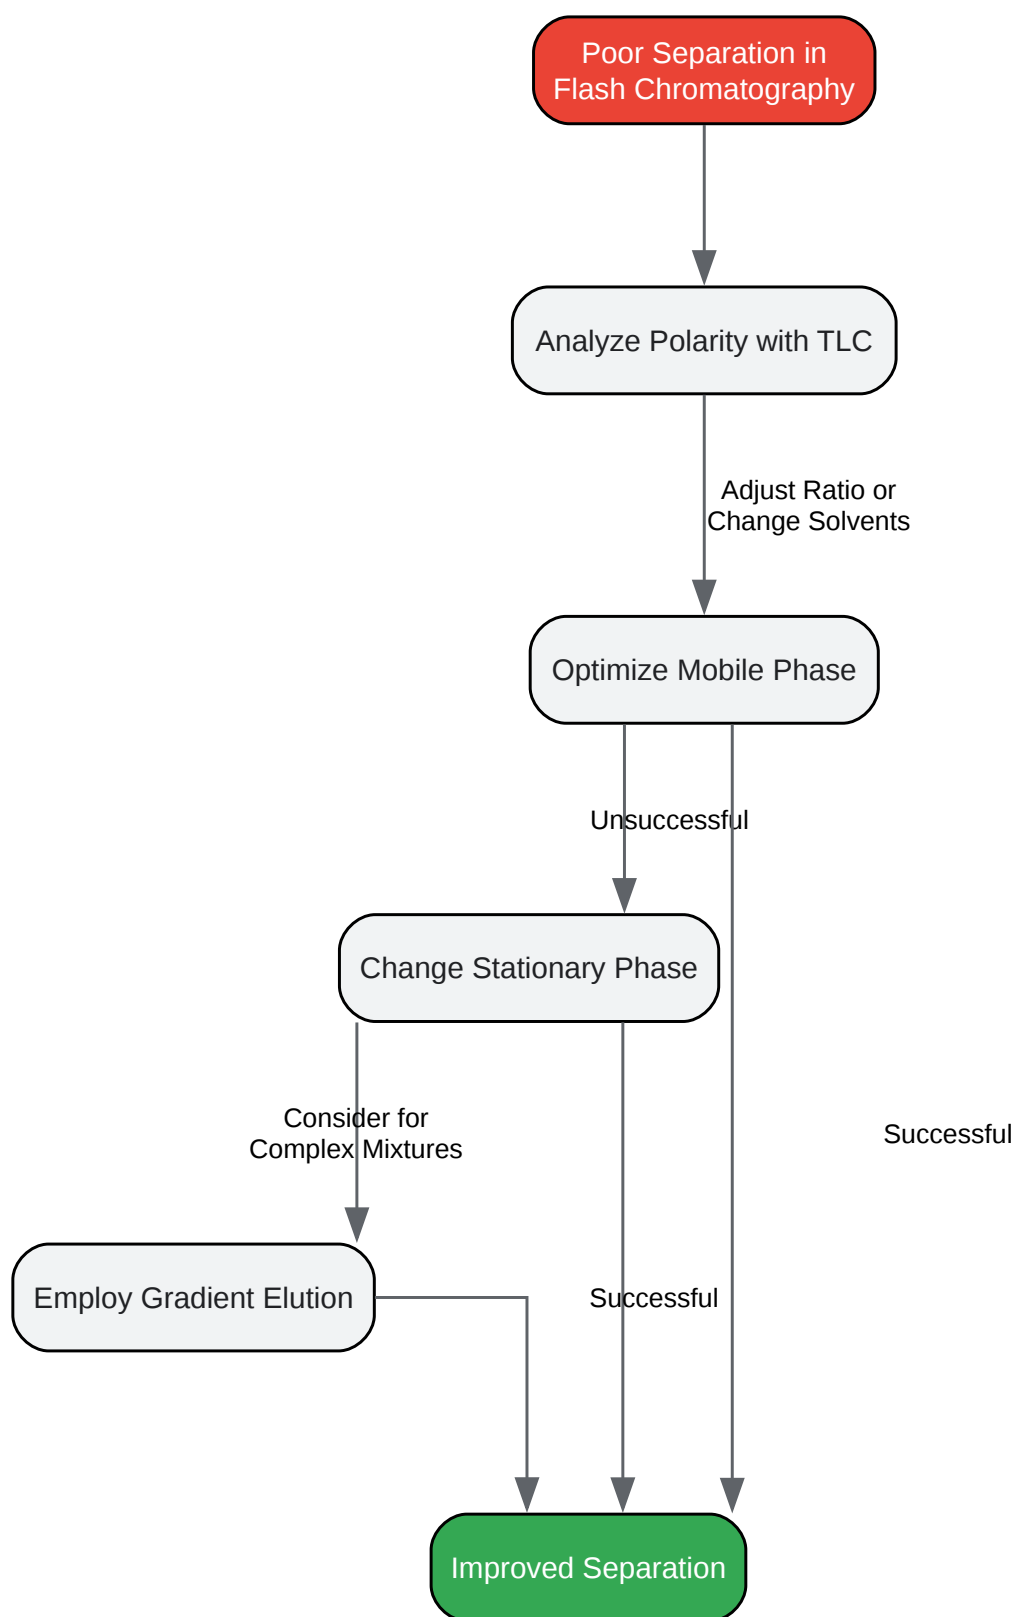 Poor Separation in
Flash Chromatography
Analyze Polarity with TLC
Adjust Ratio or
Change Solvents
Optimize Mobile Phase
Unsuccessful
Change Stationary Phase
Consider for
Complex Mixtures
Successful
Employ Gradient Elution
Successful
Improved Separation